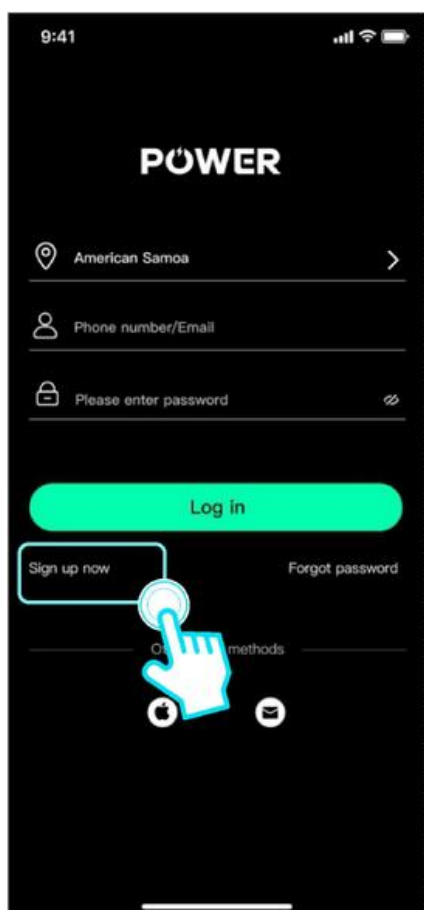 9:41
POWER
American Samoa
Phone number/Email
Please enter password
Log in
Sign up now
Forgot password
methods